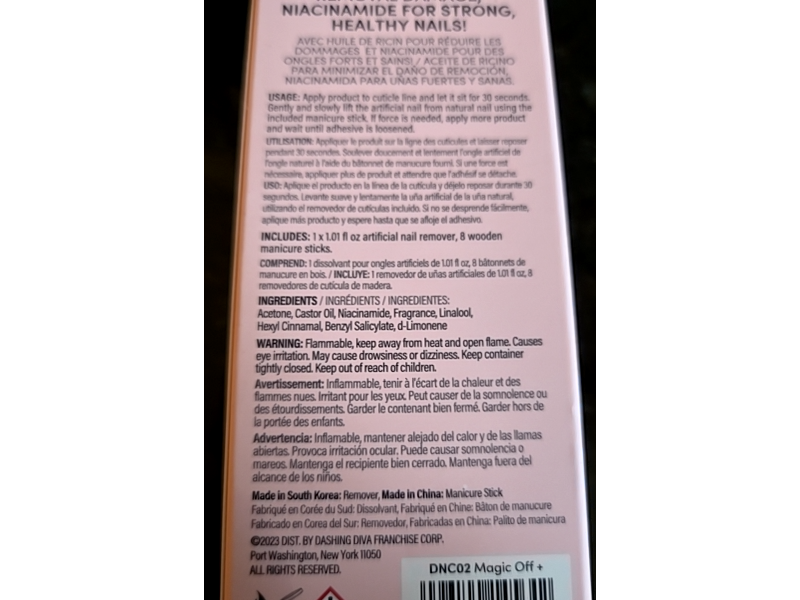 NIACINAMIDE FOR STRONG,
HEALTHY NAILS!
AVEC HUILE DE RICIN POUR RÉDUIRE LES
DOMMAGES ET NIACINAMIDE POUR DES
ONGLES FORTS ET SAINS! / ACEITE DE RICINO
PARA MINIMIZAR EL DAÑO DE REMOCIÓN,
NIACINAMIDA PARA UÑAS FUERTES Y SANAS.
USAGE: Apply product to cuticle line and let it sit for 30 seconds.
Gently and slowly lift the artificial nail from natural nail using the
included manicure stick. If force is needed, apply more product
and wait until adhesive is loosened.
UTILISATION: Appliquer le produit sur la ligne des cuticules et laisser reposer
pendant 30 secondes. Soulever doucement et lentement l'ongle artificiel de
l'ongle naturel à l'aide du bâtonnet de manucure fourni. Si une force est
nécessaire, appliquer plus de produit et attendre que l'adhésif se détache.
USO: Aplique el producto en la línea de la cutícula y déjelo reposar durante 30
segundos. Levante suave y lentamente la uña artificial de la uña natural,
utilizando el removedor de cutículas incluido. Si no se desprende fácilmente,
aplique más producto y espere hasta que se afloje el adhesivo.
INCLUDES: 1 x 1.01 fl oz artificial nail remover, 8 wooden
manicure sticks.
COMPREND: 1 dissolvant pour ongles artificiels de 1.01 fl oz, 8 bâtonnets de
manucure en bois. / INCLUYE: 1 removedor de uñas artificiales de 1.01 fl oz, 8
removedores de cutícula de madera.
INGREDIENTS / INGRÉDIENTS / INGREDIENTES:
Acetone, Castor Oil, Niacinamide, Fragrance, Linalool,
Hexyl Cinnamal, Benzyl Salicylate, d-Limonene
WARNING: Flammable, keep away from heat and open flame. Causes
eye irritation. May cause drowsiness or dizziness. Keep container
tightly closed. Keep out of reach of children.
Avertissement: Inflammable, tenir à l'écart de la chaleur et des
flammes nues. Irritant pour les yeux. Peut causer de la somnolence ou
des étourdissements. Garder le contenant bien fermé. Garder hors de
la portée des enfants.
Advertencia: Inflamable, mantener alejado del calor y de las llamas
abiertas. Provoca irritación ocular. Puede causar somnolencia o
mareos. Mantenga el recipiente bien cerrado. Mantenga fuera del
alcance de los niños.
Made in South Korea: Remover, Made in China: Manicure Stick
Fabriqué en Corée du Sud: Dissolvant, Fabriqué en Chine: Bâton de manucure
Fabricado en Corea del Sur: Removedor, Fabricadas en China: Palito de manicura
©2023 DIST. BY DASHING DIVA FRANCHISE CORP.
Port Washington, New York 11050
ALL RIGHTS RESERVED.
DNC02 Magic Off +